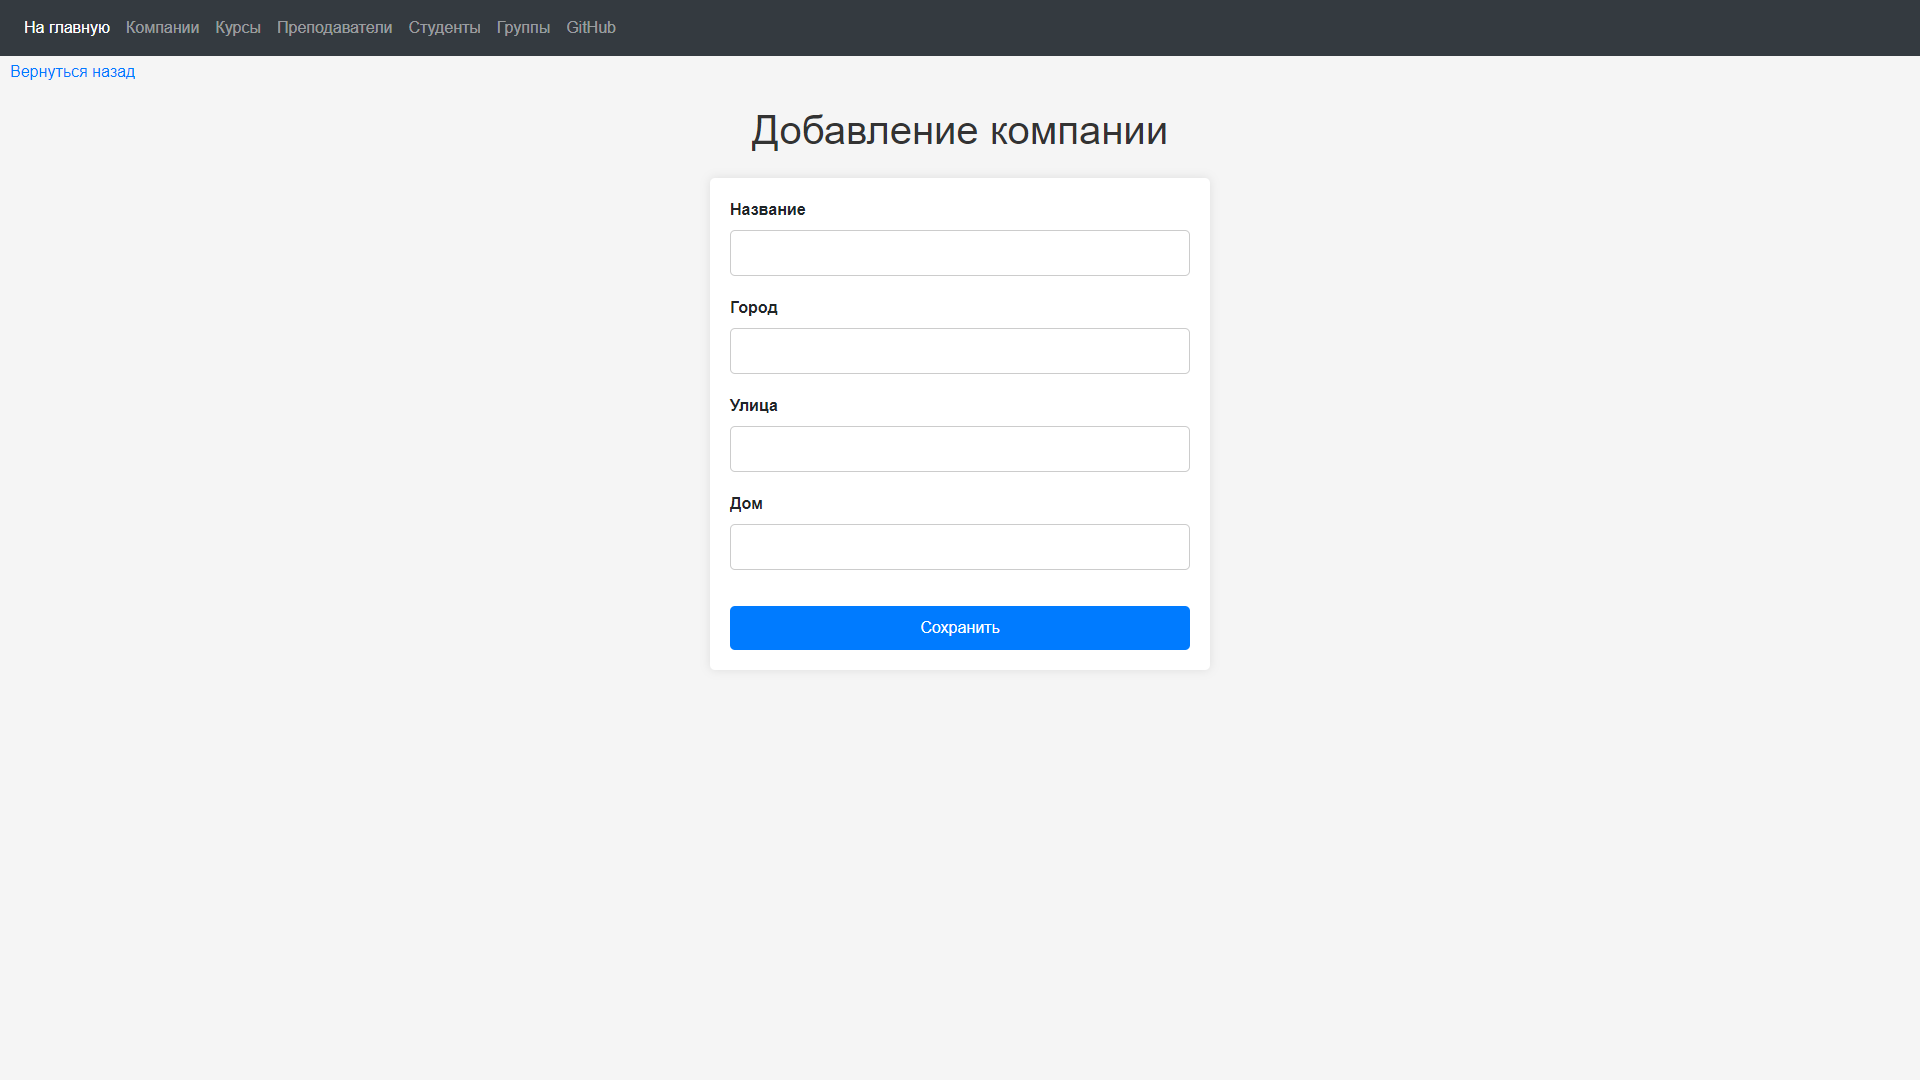 На главную Компании Курсы Преподаватели Студенты Группы GitHub
Вернуться назад
Добавление компании
Название
Город
Улица
Дом
Сохранить